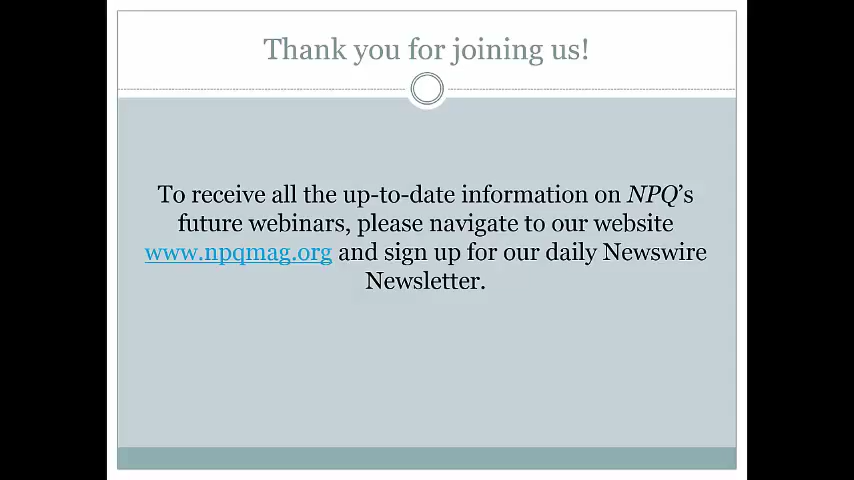 Thank you for joining us!
To receive all the up-to-date information on NPQ's
future webinars, please navigate to our website
www.npqmag.org and sign up for our daily Newswire
Newsletter.